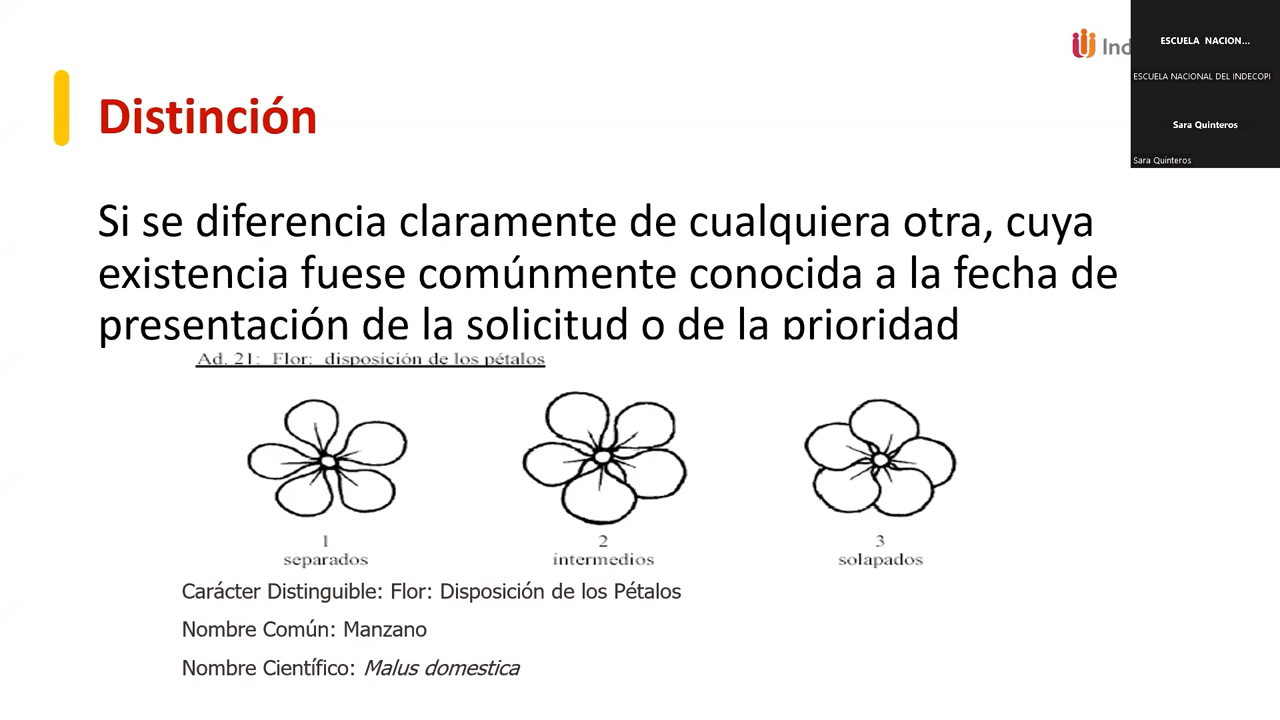 Ind
ESCUELA NACION...
ESCUELA NACIONAL DEL INDECOPI
Sara Quinteros
Sara Quinteros
Distinción
Si se diferencia claramente de cualquiera otra, cuya
existencia fuese comúnmente conocida a la fecha de
presentación de la solicitud o de la prioridad
Ad. 21: Flor: disposición de los pétalos
1
separados
2
intermedios
3
solapados
Carácter Distinguible: Flor: Disposición de los Pétalos
Nombre Común: Manzano
Nombre Científico: Malus domestica